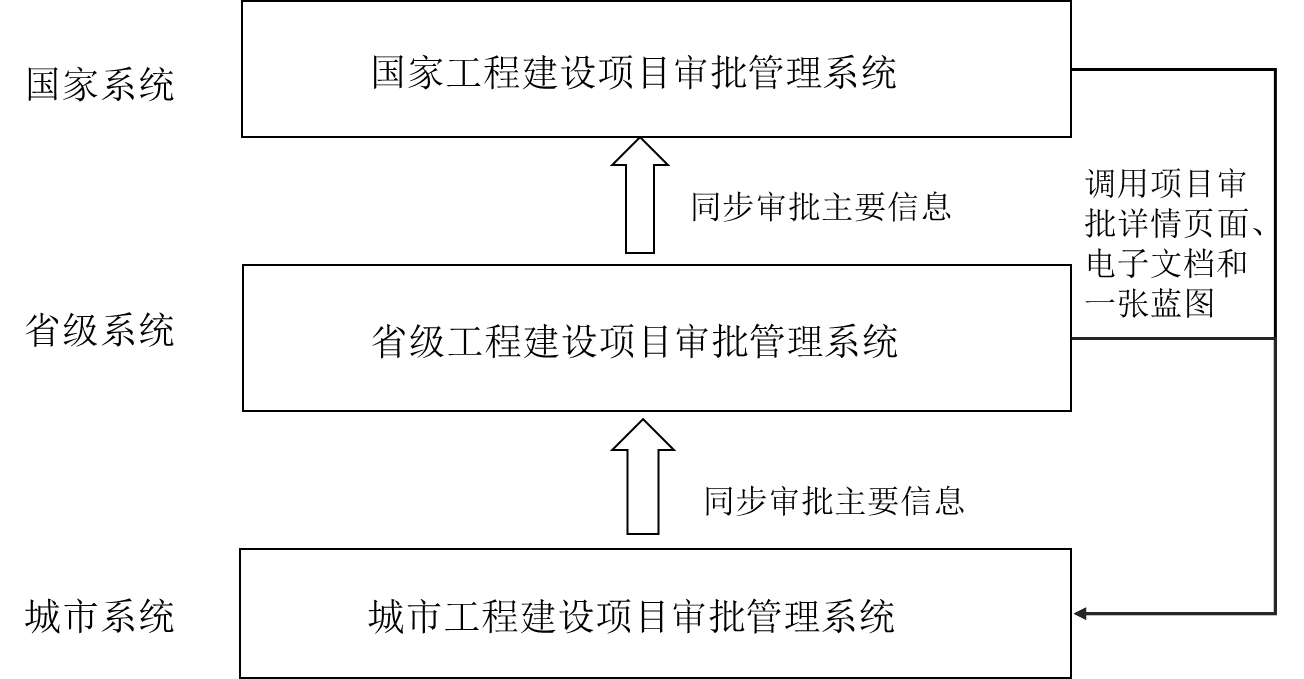 国家系统
国家工程建设项目审批管理系统
同步审批主要信息
调用项目审
批详情页面、
电子文档和
一张蓝图
省级系统
省级工程建设项目审批管理系统
同步审批主要信息
城市系统
城市工程建设项目审批管理系统